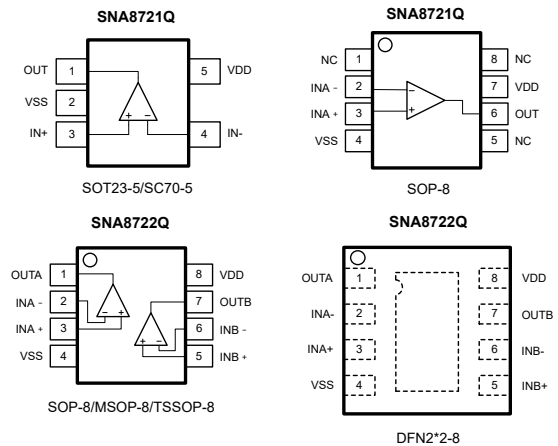 SNA8721Q
OUT 1 5 VDD
VSS 2
IN+ 3 + − 4 IN-
SOT23-5/SC70-5
SNA8721Q
NC 1 8 NC
INA - 2 − 7 VDD
INA + 3 + 6 OUT
VSS 4 5 NC
SOP-8
SNA8722Q
OUTA 1 8 VDD
INA - 2 7 OUTB
INA + 3 − + 6 INB -
VSS 4 + − 5 INB +
SOP-8/MSOP-8/TSSOP-8
SNA8722Q
OUTA 1 8 VDD
INA- 2 7 OUTB
INA+ 3 6 INB-
VSS 4 5 INB+
DFN2*2-8